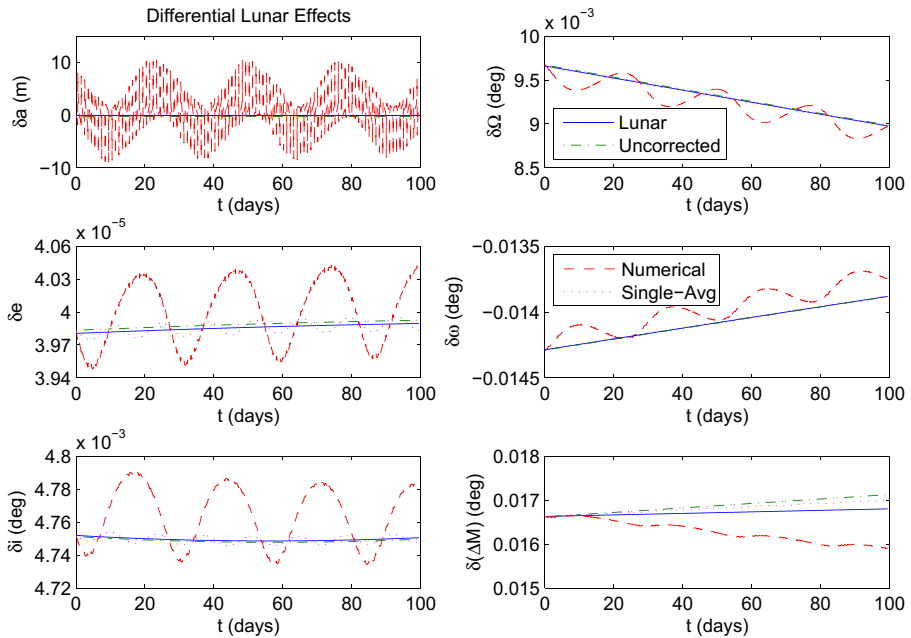 Differential Lunar Effects
10
0
−10
δa (m)
0 20 40 60 80 100
t (days)
x 10⁻³
10
9.5
9
8.5
δΩ (deg)
Lunar
Uncorrected
0 20 40 60 80 100
t (days)
x 10⁻⁵
4.06
4.03
4
3.97
3.94
δe
0 20 40 60 80 100
t (days)
−0.0135
−0.014
−0.0145
δω (deg)
Numerical
Single−Avg
0 20 40 60 80 100
t (days)
x 10⁻³
4.8
4.78
4.76
4.74
4.72
δi (deg)
0 20 40 60 80 100
t (days)
0.018
0.017
0.016
0.015
δ(ΔM) (deg)
0 20 40 60 80 100
t (days)